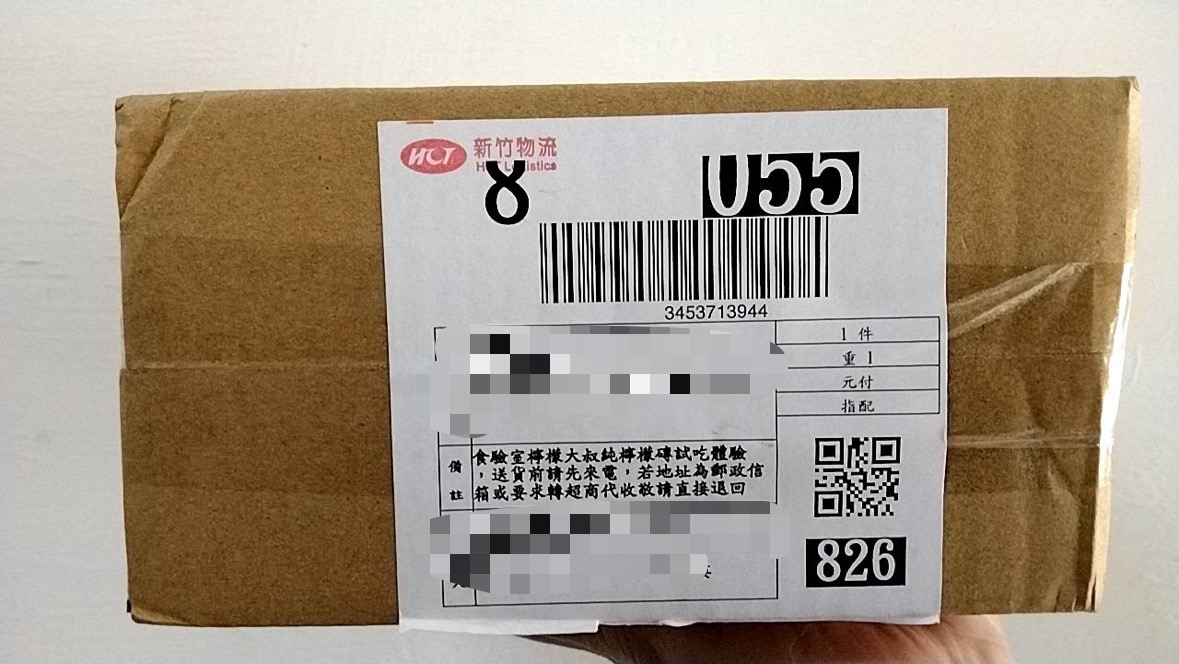 HCT 新竹物流
8 055
3453713944
1 件
重 1
元付
指配
備註
食驗室檸檬大叔純檸檬磚試吃體驗
，送貨前請先來電，若地址為郵政信
箱或要求轉超商代收敬請直接退回
826